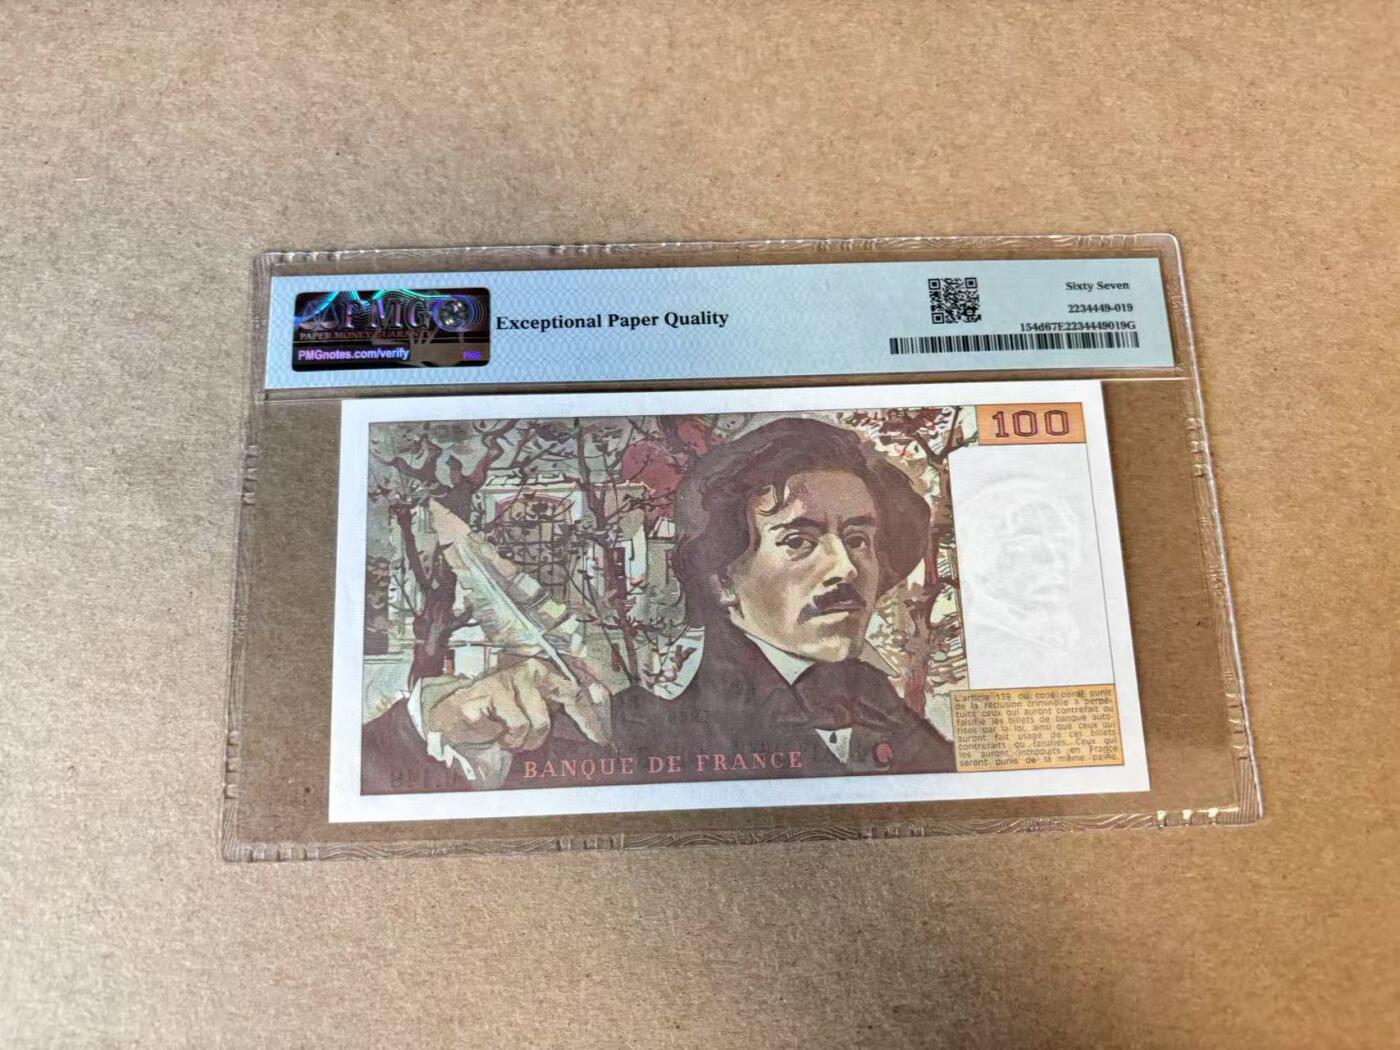 PMG
PAPER MONEY GUARANTY
PMGnotes.com/verify
PMG
Exceptional Paper Quality
Sixty Seven
2234449-019
154d67E2234449019G
100
L'article 139 du code pénal punit
de la réclusion criminelle à perpé-
tuité ceux qui auront contrefait ou
falsifié les billets de banque auto-
risés par la loi, ainsi que ceux qui
auront fait usage de ces billets
contrefaits ou falsifiés. Ceux qui
les auront introduits en France
seront punis de la même peine.
BANQUE DE FRANCE